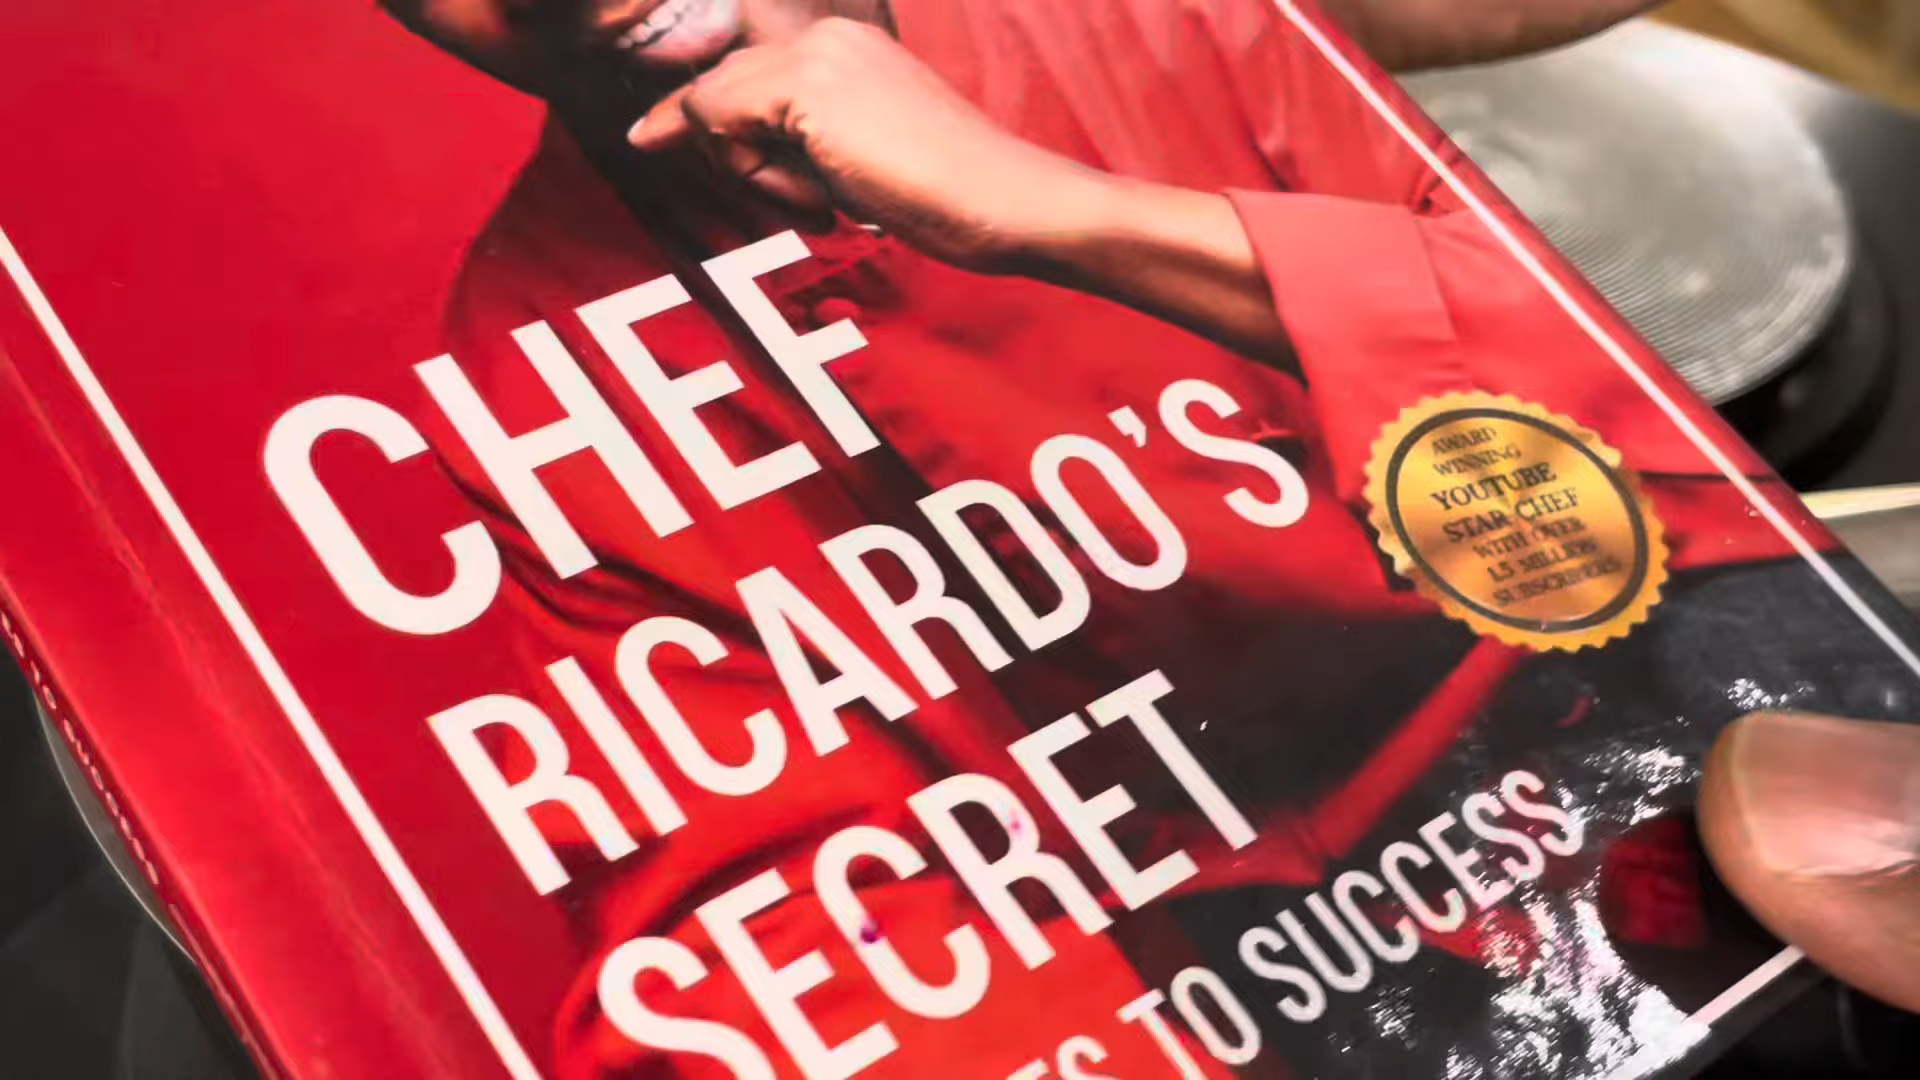 CHEF
RICARDO'S
SECRET
TO SUCCESS
AWARD
WINNING
YOUTUBE
STAR CHEF
WITH OVER
1.5 MILLION
SUBSCRIBERS